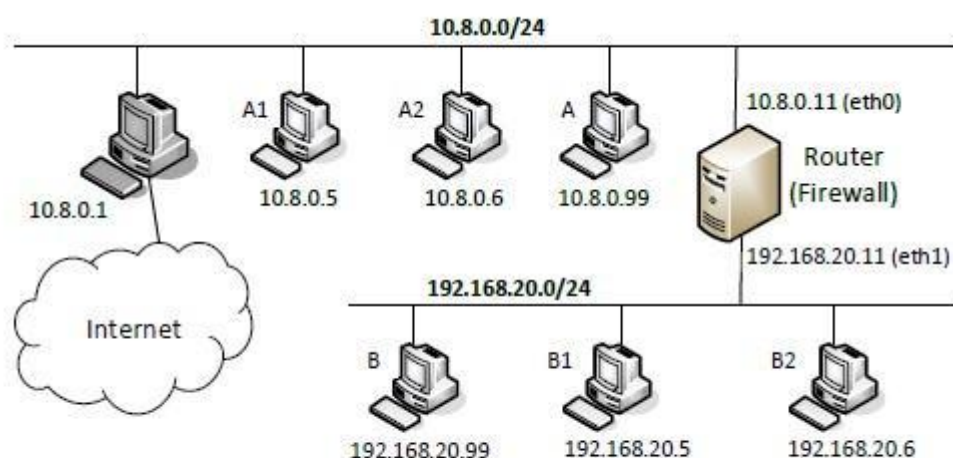 10.8.0.0/24
A1
A2
A
10.8.0.11 (eth0)
Router
(Firewall)
10.8.0.1
10.8.0.5
10.8.0.6
10.8.0.99
192.168.20.11 (eth1)
192.168.20.0/24
Internet
B
B1
B2
192.168.20.99
192.168.20.5
192.168.20.6